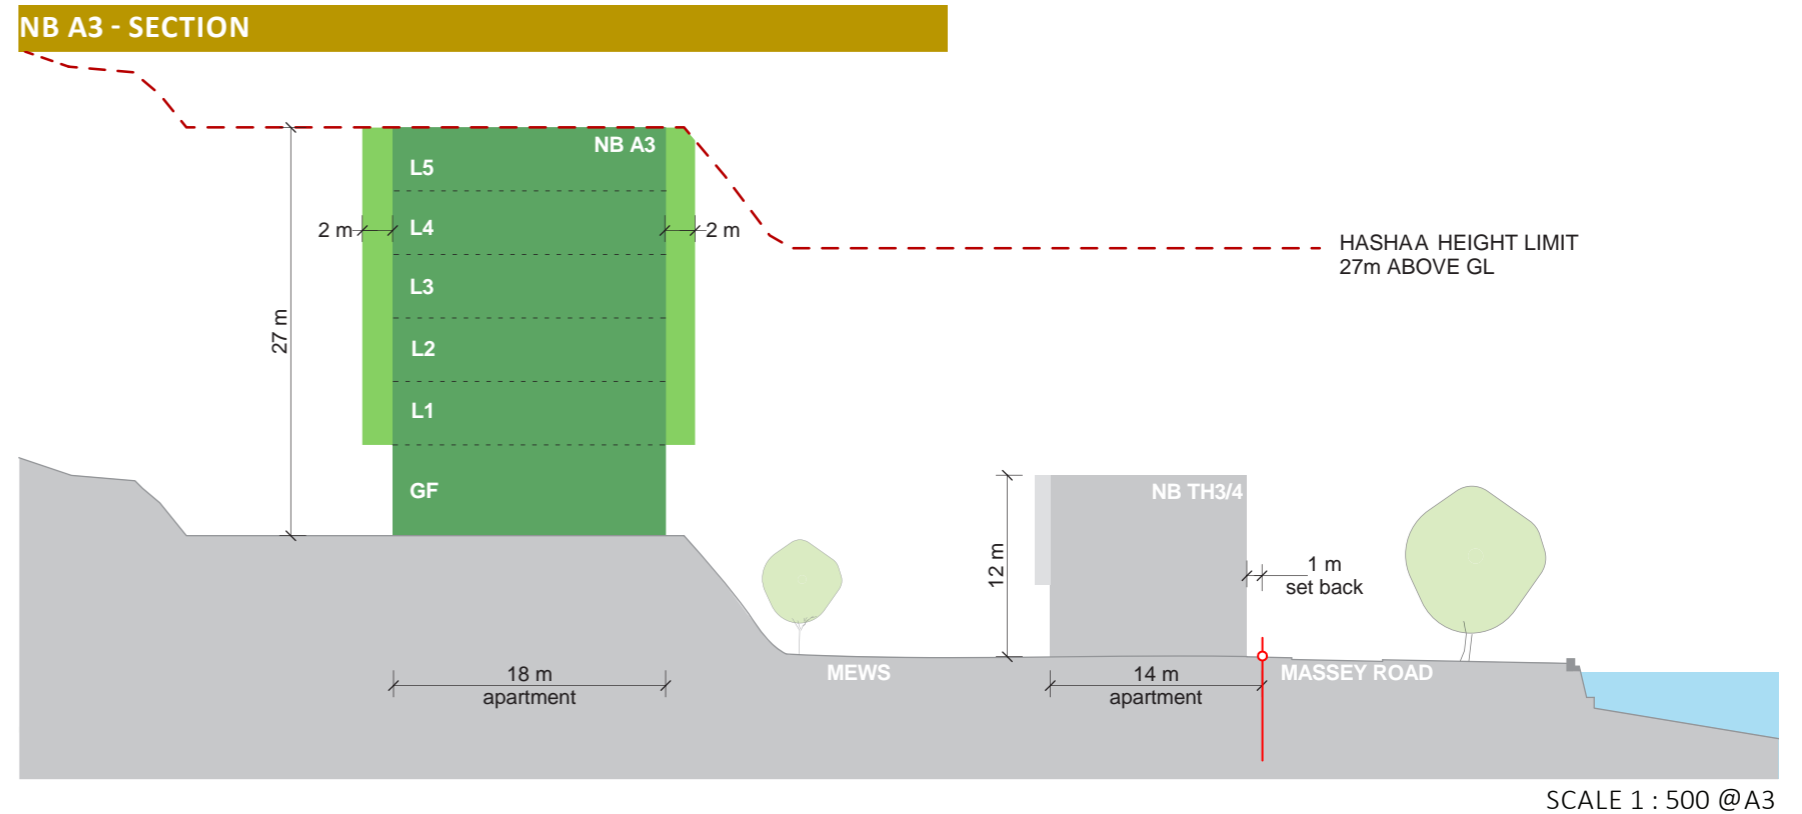 NB A3 - SECTION
NB A3
L5
2 m
L4
2 m
HASHAA HEIGHT LIMIT
27m ABOVE GL
L3
27 m
L2
L1
GF
NB TH3/4
12 m
1 m
set back
18 m
apartment
MEWS
14 m
apartment
MASSEY ROAD
SCALE 1 : 500 @A3